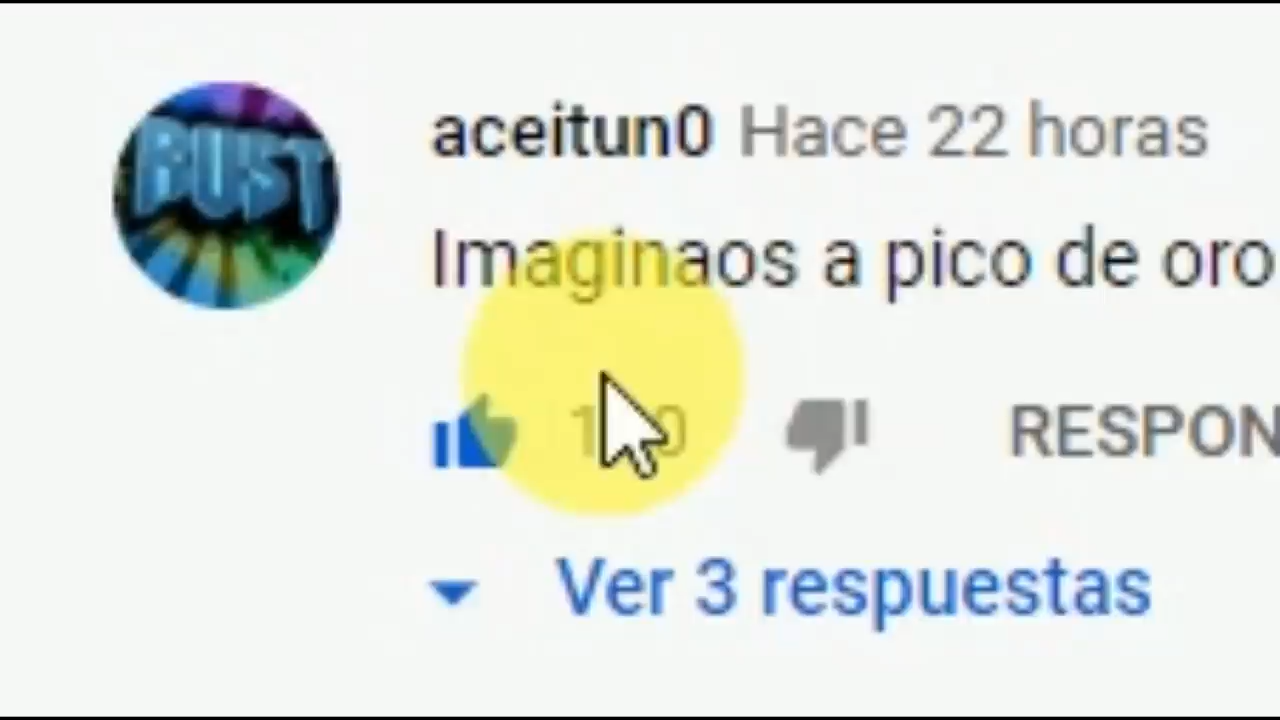 BUST
aceitun0 Hace 22 horas
Imaginaos a pico de oro
RESPON
Ver 3 respuestas